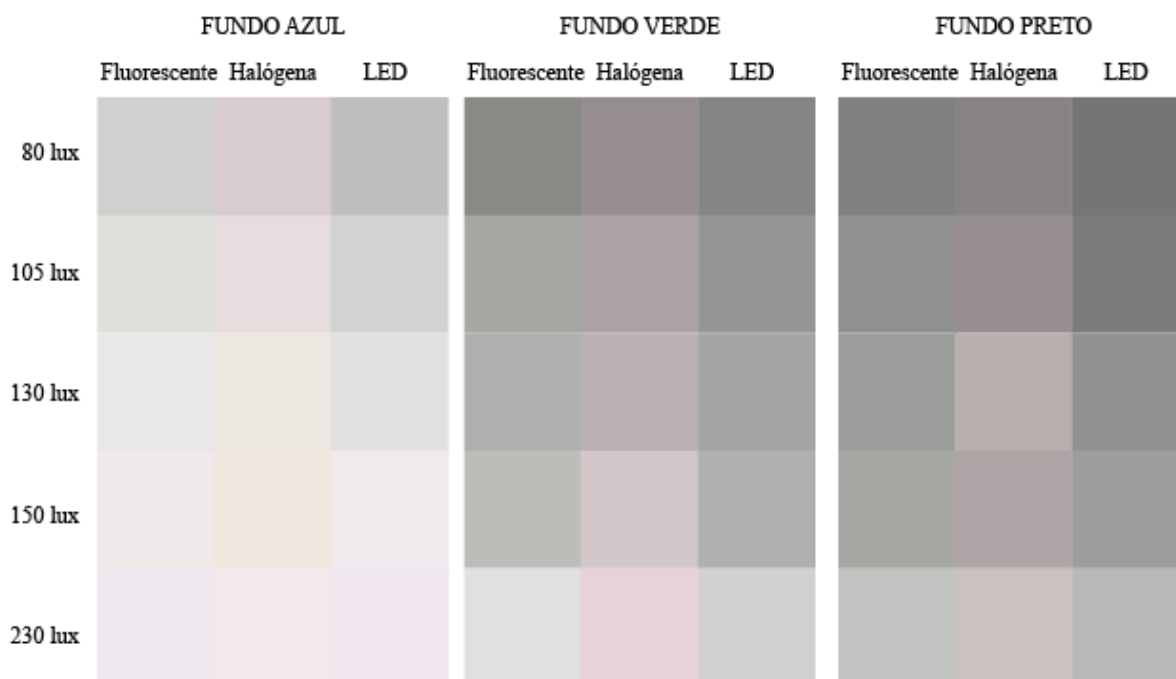 FUNDO AZUL FUNDO VERDE FUNDO PRETO
Fluorescente Halógena LED Fluorescente Halógena LED Fluorescente Halógena LED
80 lux
105 lux
130 lux
150 lux
230 lux